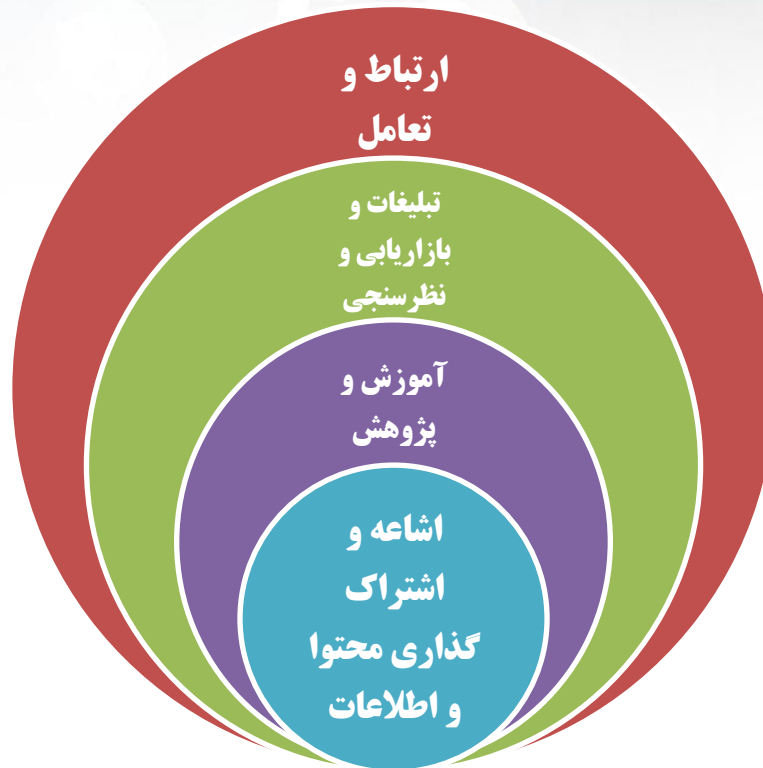 ارتباط و
تعامل
تبلیغات و
بازاریابی و
نظرسنجی
آموزش و
پژوهش
اشاعه و
اشتراک
گذاری محتوا
و اطلاعات